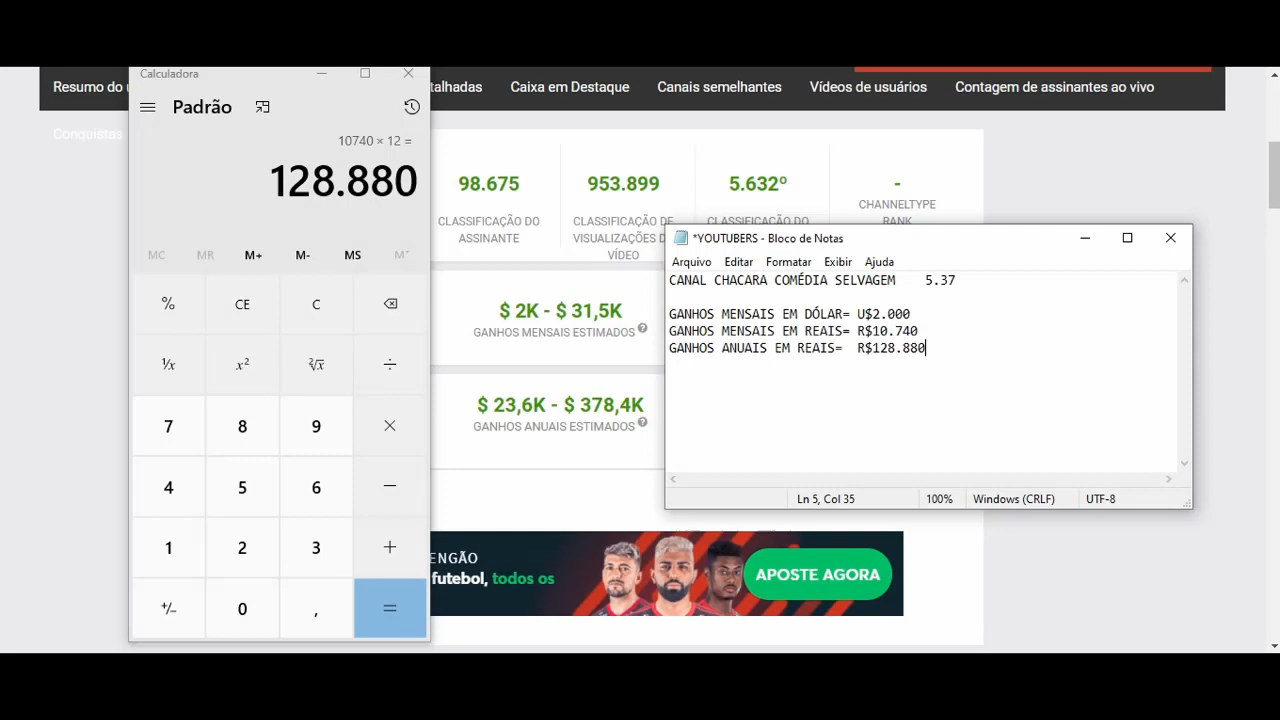 Calculadora
Padrão
10740 × 12 =
128.880
MC MR M+ M- MS M˅
% CE C
¹/x x² ²√x ÷
7 8 9 ×
4 5 6 −
1 2 3 +
+/− 0 , =
Resumo do u
talhadas
Caixa em Destaque
Canais semelhantes
Vídeos de usuários
Contagem de assinantes ao vivo
Conquistas
98.675
CLASSIFICAÇÃO DO
ASSINANTE
953.899
CLASSIFICAÇÃO DE
VISUALIZAÇÕES D
VÍDEO
5.632º
CLASSIFICAÇÃO DO
-
CHANNELTYPE
RANK
$ 2K - $ 31,5K
GANHOS MENSAIS ESTIMADOS ?
$ 23,6K - $ 378,4K
GANHOS ANUAIS ESTIMADOS ?
*YOUTUBERS - Bloco de Notas
Arquivo Editar Formatar Exibir Ajuda
CANAL CHACARA COMÉDIA SELVAGEM 5.37
GANHOS MENSAIS EM DÓLAR= U$2.000
GANHOS MENSAIS EM REAIS= R$10.740
GANHOS ANUAIS EM REAIS= R$128.880
Ln 5, Col 35 100% Windows (CRLF) UTF-8
ENGÃO
futebol, todos os
APOSTE AGORA